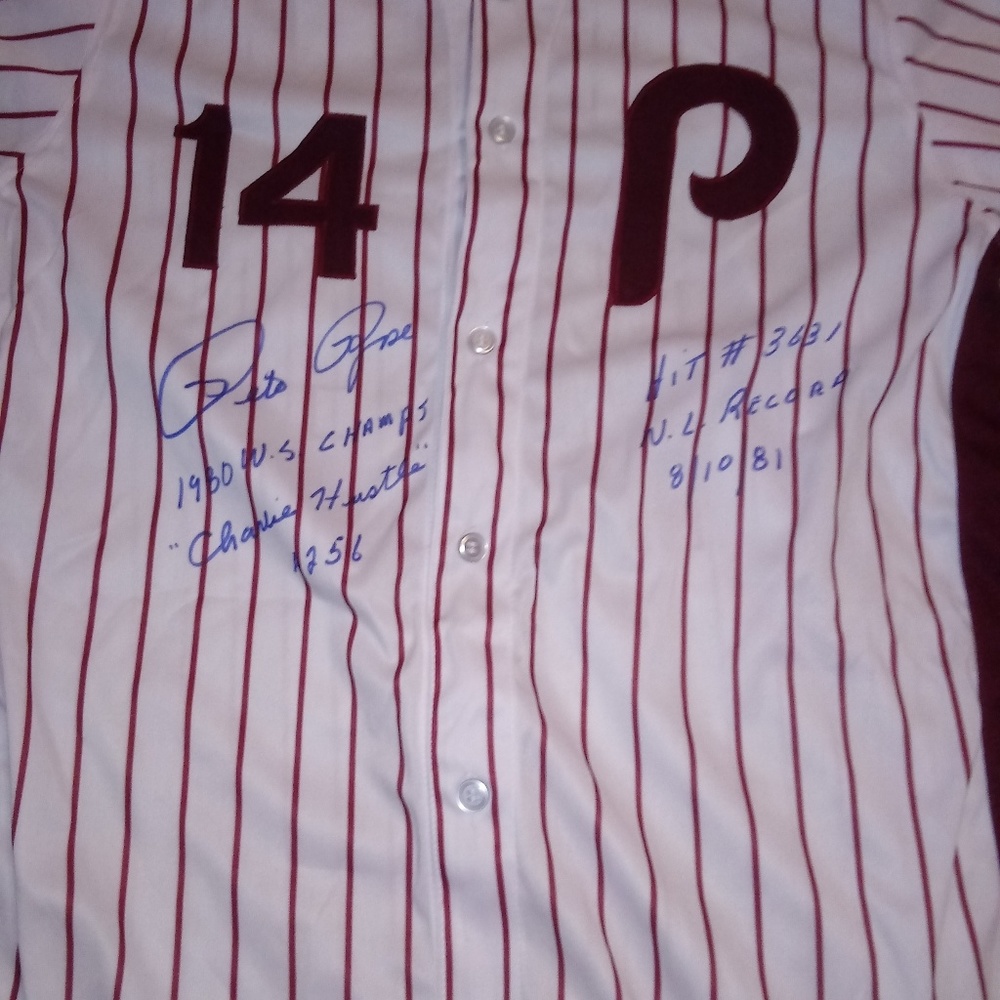 14
P
Pete Rose
1980 W.S CHAMPS
"Charlie Hustle"
4256
HiT # 3631
N.L. RECORD
8/10/81